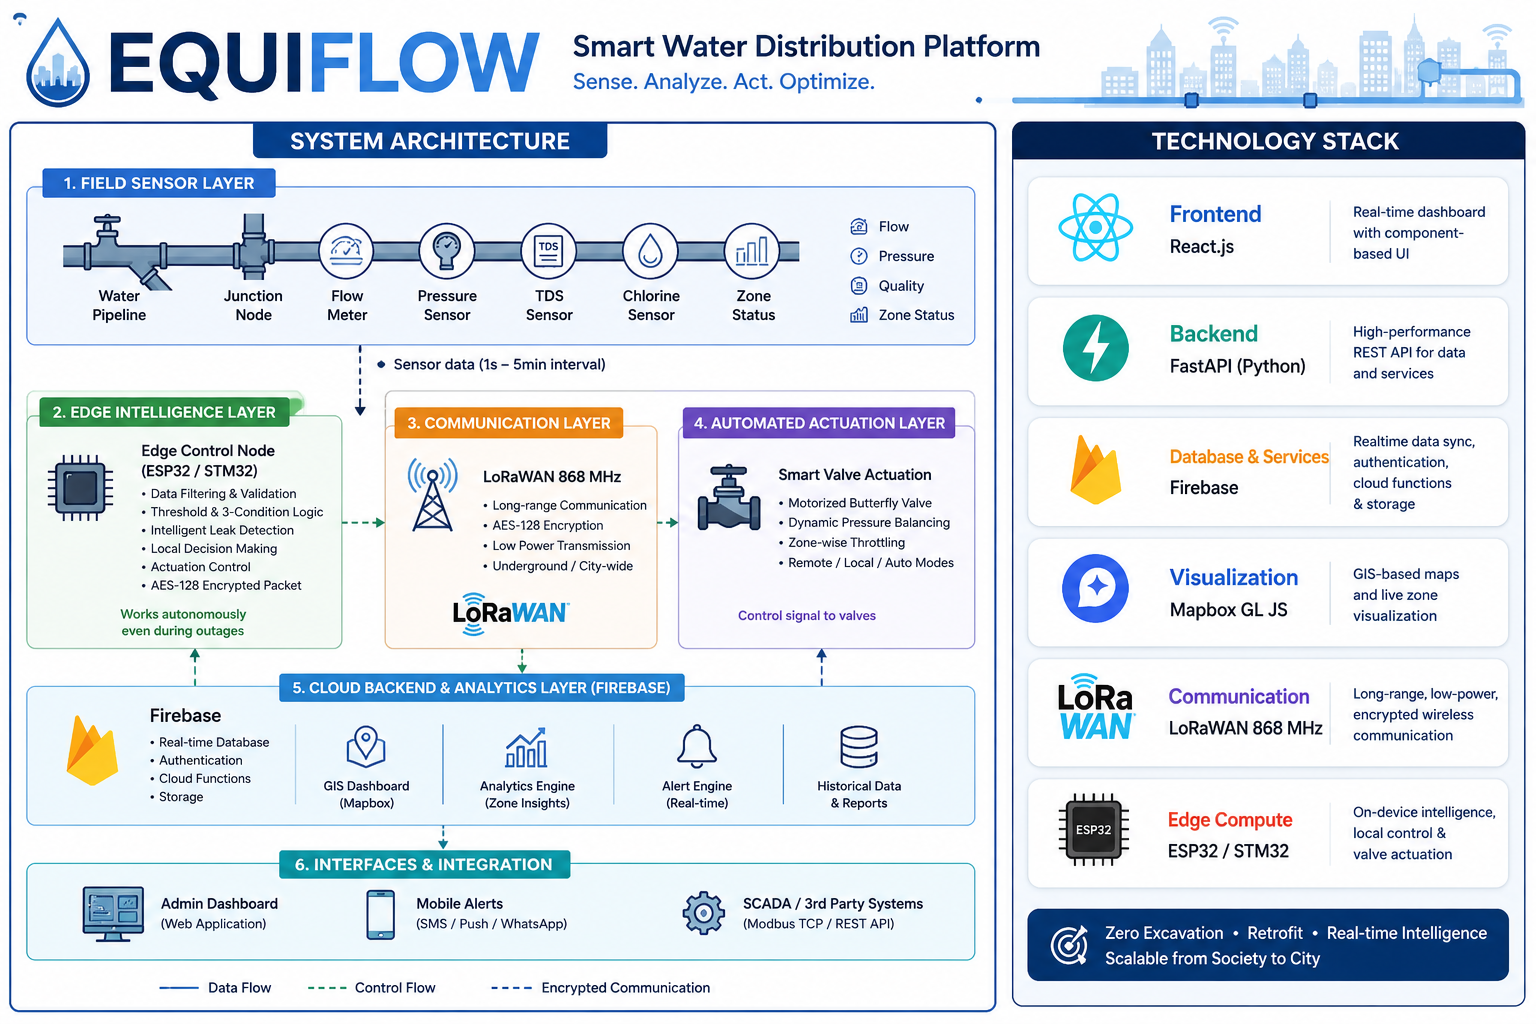 EQUIFLOW
Smart Water Distribution Platform
Sense. Analyze. Act. Optimize.
SYSTEM ARCHITECTURE
1. FIELD SENSOR LAYER
Water
Pipeline
Junction
Node
Flow
Meter
Pressure
Sensor
TDS
TDS
Sensor
Chlorine
Sensor
Zone
Status
Flow
Pressure
Quality
Zone Status
• Sensor data (1s – 5min interval)
2. EDGE INTELLIGENCE LAYER
Edge Control Node
(ESP32 / STM32)
• Data Filtering & Validation
• Threshold & 3-Condition Logic
• Intelligent Leak Detection
• Local Decision Making
• Actuation Control
• AES-128 Encrypted Packet
Works autonomously
even during outages
3. COMMUNICATION LAYER
LoRaWAN 868 MHz
• Long-range Communication
• AES-128 Encryption
• Low Power Transmission
• Underground / City-wide
LoRaWAN
4. AUTOMATED ACTUATION LAYER
Smart Valve Actuation
• Motorized Butterfly Valve
• Dynamic Pressure Balancing
• Zone-wise Throttling
• Remote / Local / Auto Modes
Control signal to valves
5. CLOUD BACKEND & ANALYTICS LAYER (FIREBASE)
Firebase
• Real-time Database
• Authentication
• Cloud Functions
• Storage
GIS Dashboard
(Mapbox)
Analytics Engine
(Zone Insights)
Alert Engine
(Real-time)
Historical Data
& Reports
6. INTERFACES & INTEGRATION
Admin Dashboard
(Web Application)
Mobile Alerts
(SMS / Push / WhatsApp)
SCADA / 3rd Party Systems
(Modbus TCP / REST API)
Data Flow
Control Flow
Encrypted Communication
TECHNOLOGY STACK
Frontend
React.js
Real-time dashboard
with component-
based UI
Backend
FastAPI (Python)
High-performance
REST API for data
and services
Database & Services
Firebase
Realtime data sync,
authentication,
cloud functions
& storage
Visualization
Mapbox GL JS
GIS-based maps
and live zone
visualization
LoRa
WAN
Communication
LoRaWAN 868 MHz
Long-range, low-power,
encrypted wireless
communication
ESP32
Edge Compute
ESP32 / STM32
On-device intelligence,
local control &
valve actuation
Zero Excavation • Retrofit • Real-time Intelligence
Scalable from Society to City